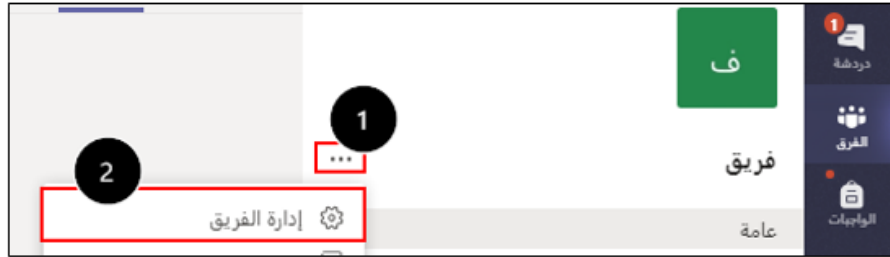 1
دردشة
الفرق
الواجبات
ف
فريق
...
عامة
1
2
إدارة الفريق